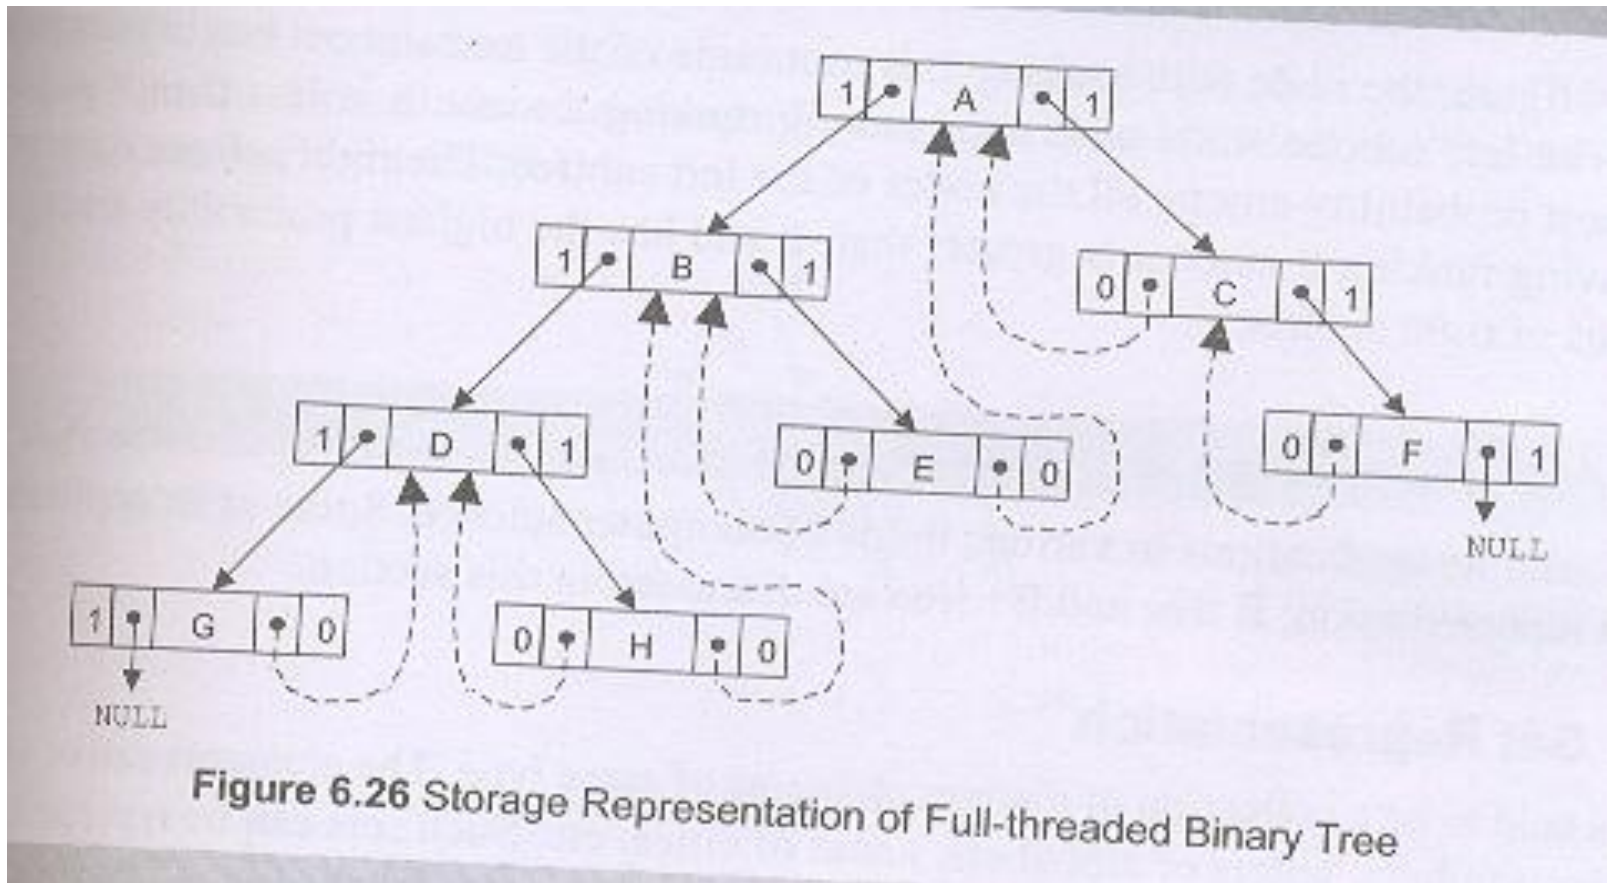 1 A 1
1 B 1
0 C 1
1 D 1
0 E 0
0 F 1
NULL
1 G 0
0 H 0
NULL
Figure 6.26 Storage Representation of Full-threaded Binary Tree